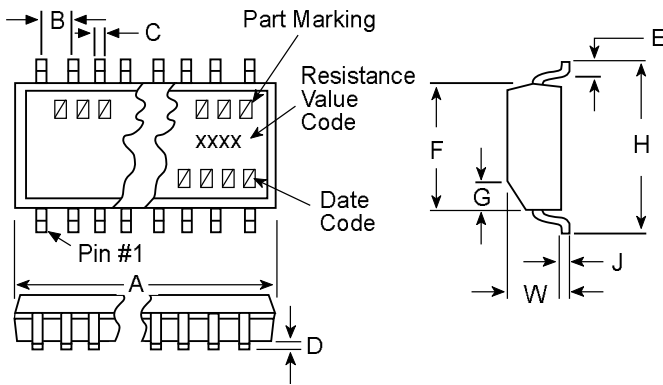 B
C
Part Marking
E
Resistance
Value
Code
XXXX
F
H
G
Date
Code
Pin #1
A
J
W
D